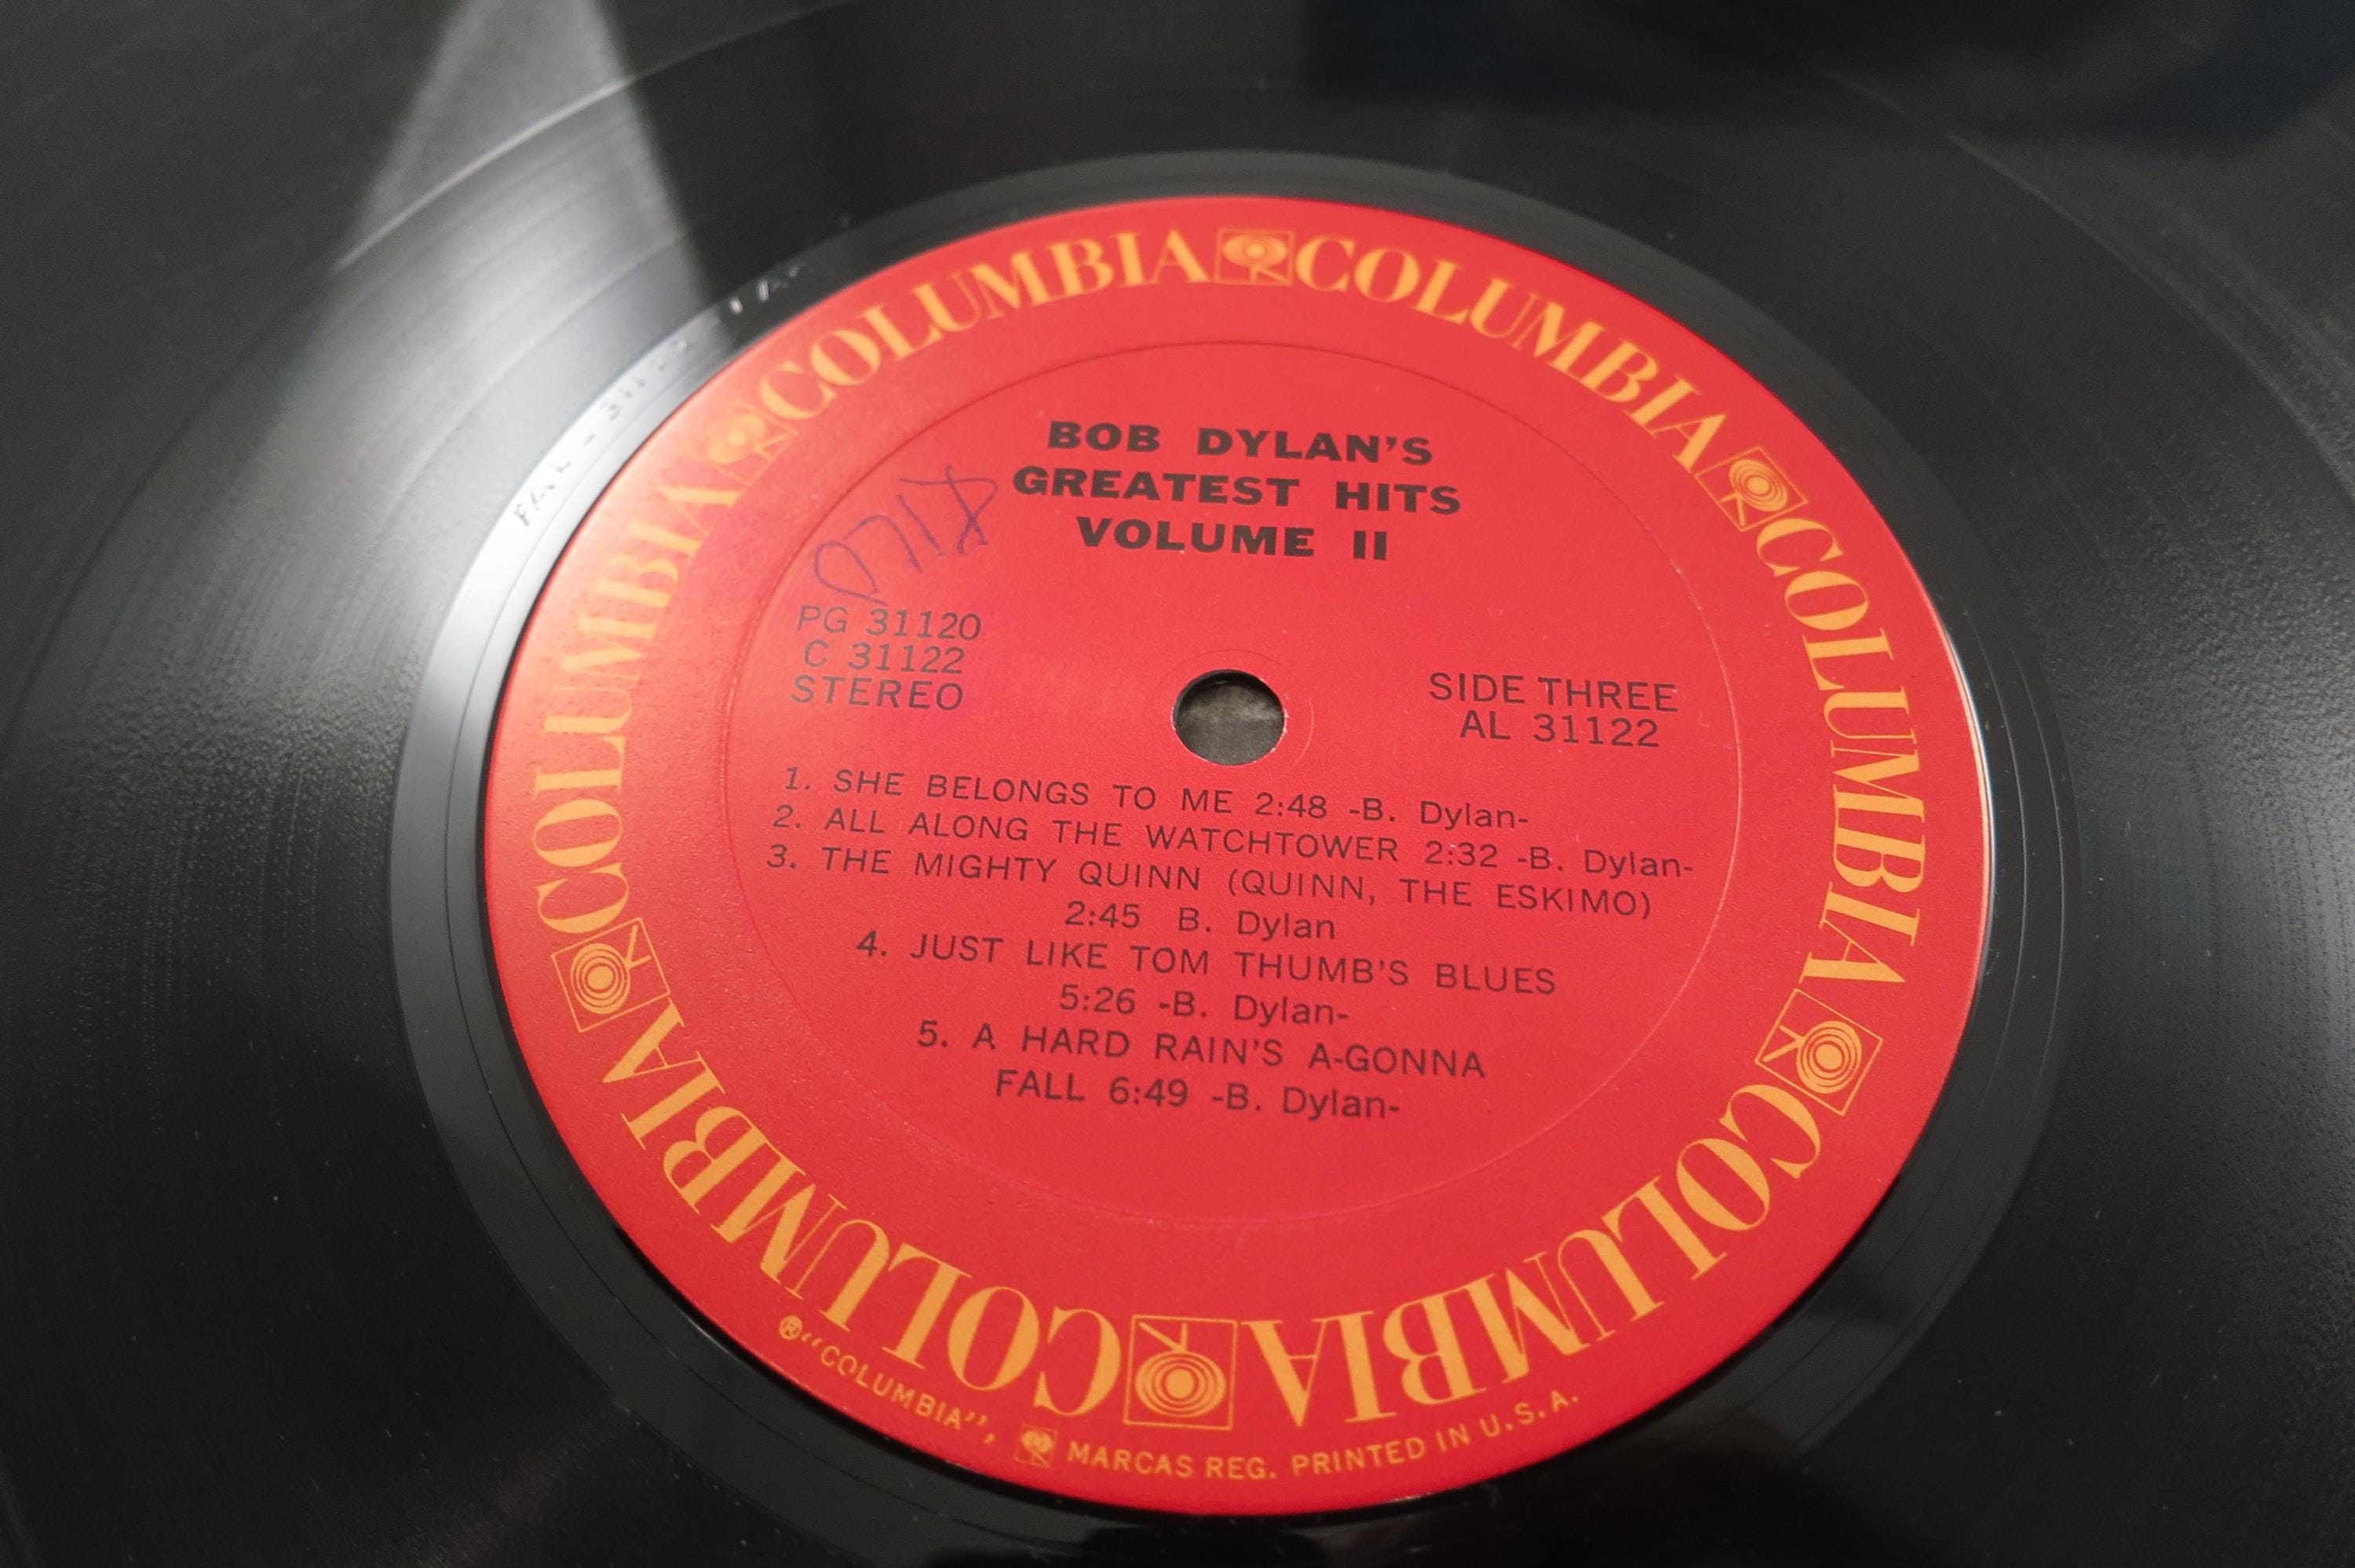 COLUMBIA COLUMBIA COLUMBIA COLUMBIA COLUMBIA COLUMBIA
BOB DYLAN'S
GREATEST HITS
VOLUME II
PG 31120
C 31122
STEREO
SIDE THREE
AL 31122
1. SHE BELONGS TO ME 2:48 -B. Dylan-
2. ALL ALONG THE WATCHTOWER 2:32 -B. Dylan-
3. THE MIGHTY QUINN (QUINN, THE ESKIMO)
2:45 B. Dylan
4. JUST LIKE TOM THUMB'S BLUES
5:26 -B. Dylan-
5. A HARD RAIN'S A-GONNA
FALL 6:49 -B. Dylan-
®"COLUMBIA", MARCAS REG. PRINTED IN U.S.A.